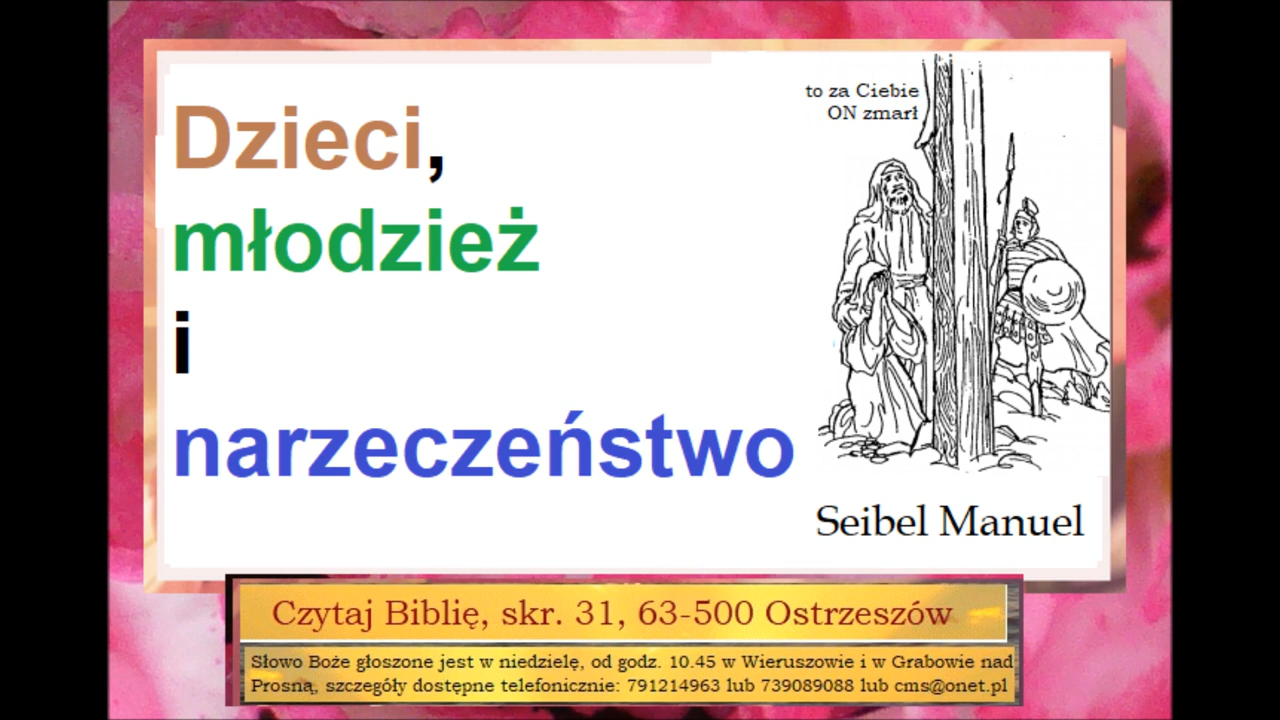 to za Ciebie
ON zmarł
Dzieci,
młodzież
i
narzeczeństwo
Seibel Manuel
Czytaj Biblię, skr. 31, 63-500 Ostrzeszów
Słowo Boże głoszone jest w niedzielę, od godz. 10.45 w Wieruszowie i w Grabowie nad
Prosną, szczegóły dostępne telefonicznie: 791214963 lub 739089088 lub cms@onet.pl